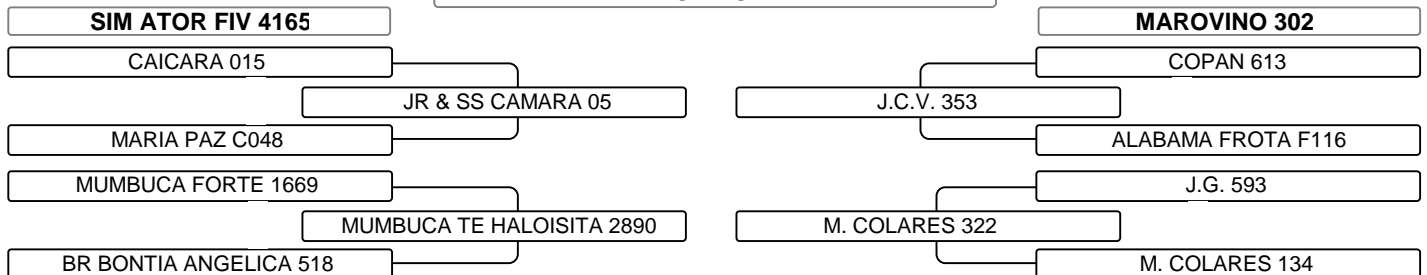 SIM ATOR FIV 4165 MAROVINO 302
CAICARA 015 COPAN 613
JR & SS CAMARA 05 J.C.V. 353
MARIA PAZ C048 ALABAMA FROTA F116
MUMBUCA FORTE 1669 J.G. 593
MUMBUCA TE HALOISITA 2890 M. COLARES 322
BR BONTIA ANGELICA 518 M. COLARES 134